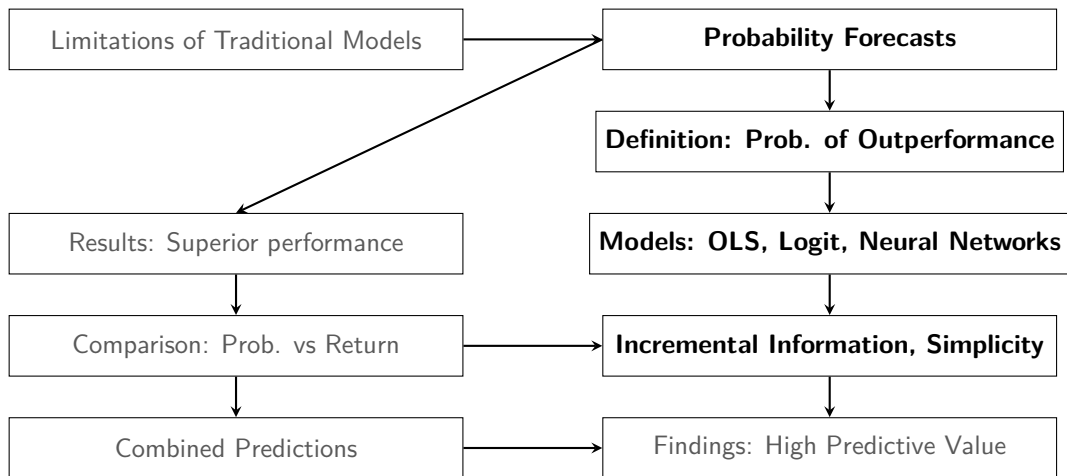 Limitations of Traditional Models
Probability Forecasts
Definition: Prob. of Outperformance
Results: Superior performance
Models: OLS, Logit, Neural Networks
Comparison: Prob. vs Return
Incremental Information, Simplicity
Combined Predictions
Findings: High Predictive Value